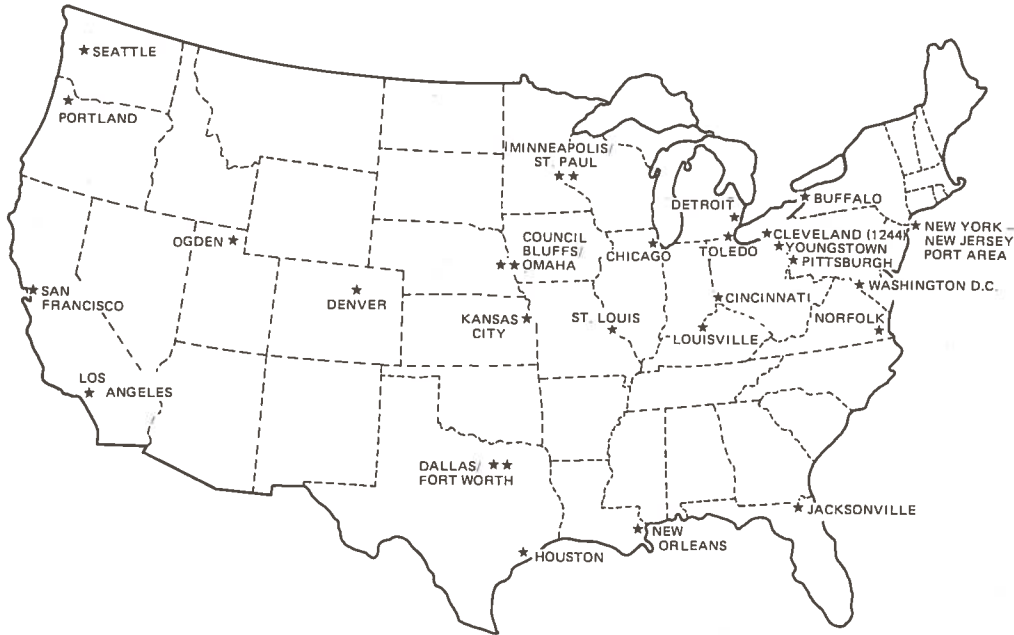 SEATTLE
PORTLAND
MINNEAPOLIS/
ST. PAUL
DETROIT
BUFFALO
OGDEN
COUNCIL
BLUFFS/
OMAHA
CHICAGO
TOLEDO
CLEVELAND (1244)
YOUNGSTOWN
PITTSBURGH
NEW YORK –
NEW JERSEY
PORT AREA
SAN
FRANCISCO
DENVER
KANSAS
CITY
ST. LOUIS
CINCINNATI
LOUISVILLE
WASHINGTON D.C.
NORFOLK
LOS
ANGELES
DALLAS/
FORT WORTH
HOUSTON
NEW
ORLEANS
JACKSONVILLE